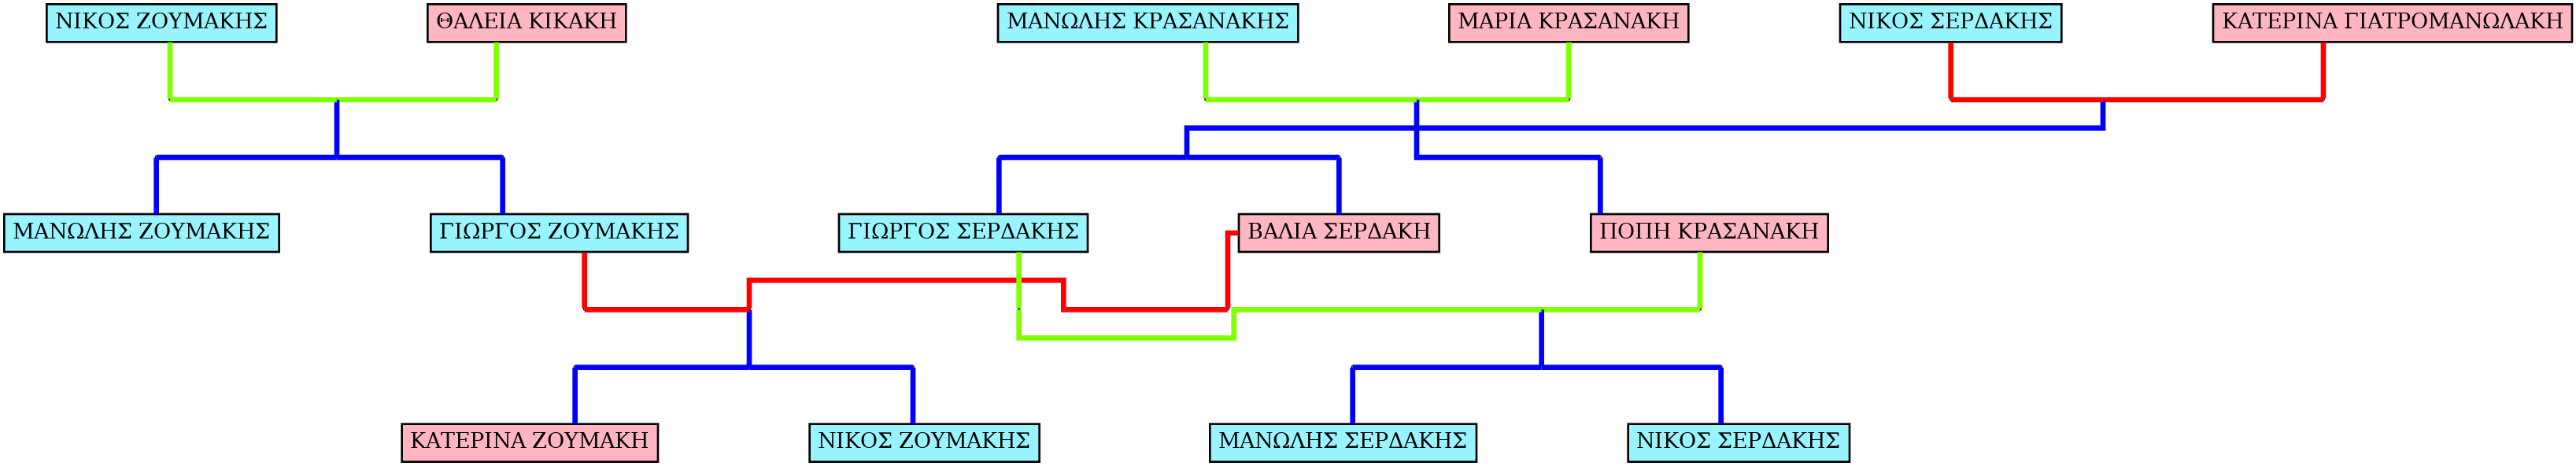 ΝΙΚΟΣ ΖΟΥΜΑΚΗΣ
ΘΑΛΕΙΑ ΚΙΚΑΚΗ
ΜΑΝΩΛΗΣ ΚΡΑΣΑΝΑΚΗΣ
ΜΑΡΙΑ ΚΡΑΣΑΝΑΚΗ
ΝΙΚΟΣ ΣΕΡΔΑΚΗΣ
ΚΑΤΕΡΙΝΑ ΓΙΑΤΡΟΜΑΝΩΛΑΚΗ
ΜΑΝΩΛΗΣ ΖΟΥΜΑΚΗΣ
ΓΙΩΡΓΟΣ ΖΟΥΜΑΚΗΣ
ΓΙΩΡΓΟΣ ΣΕΡΔΑΚΗΣ
ΒΑΛΙΑ ΣΕΡΔΑΚΗ
ΠΟΠΗ ΚΡΑΣΑΝΑΚΗ
ΚΑΤΕΡΙΝΑ ΖΟΥΜΑΚΗ
ΝΙΚΟΣ ΖΟΥΜΑΚΗΣ
ΜΑΝΩΛΗΣ ΣΕΡΔΑΚΗΣ
ΝΙΚΟΣ ΣΕΡΔΑΚΗΣ